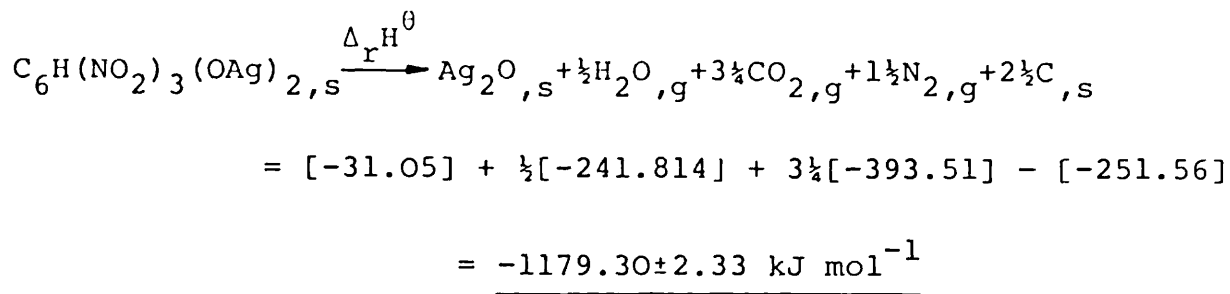 C₆H(NO₂)₃(OAg)₂,s —Δ_rH^θ→ Ag₂O,s+½H₂O,g+3¼CO₂,g+1½N₂,g+2½C,s
= [-31.05] + ½[-241.814] + 3¼[-393.51] - [-251.56]
= -1179.30±2.33 kJ mol⁻¹